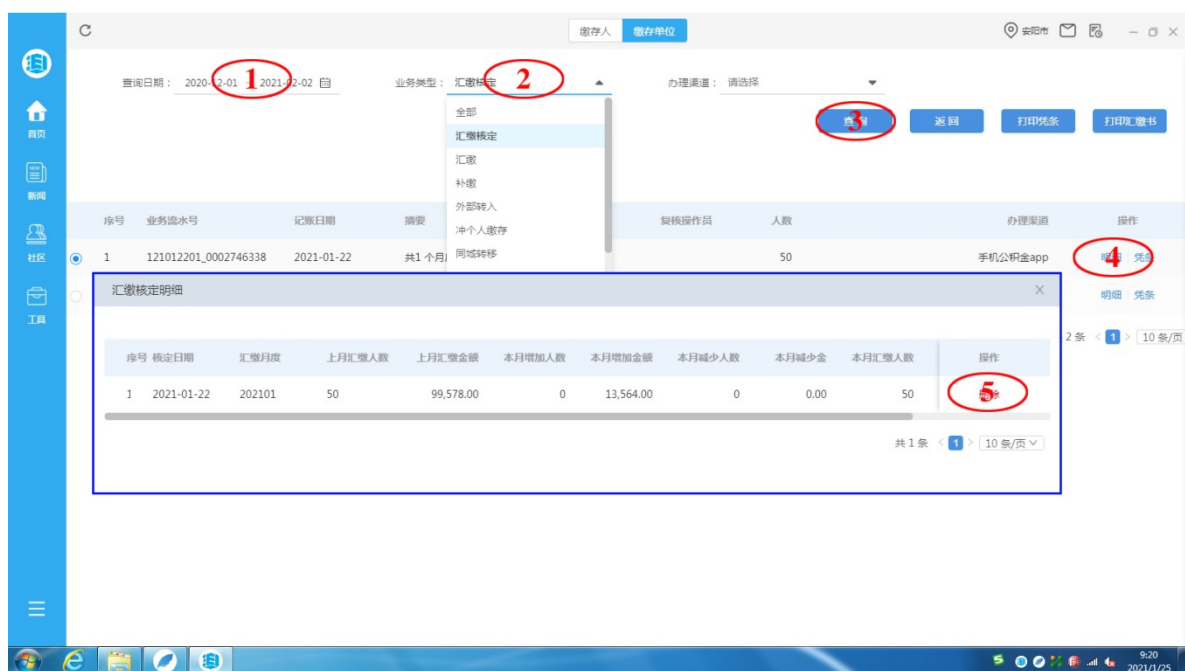 缴存人 缴存单位
安阳市
查询日期： 2020-12-01 2021-02-02 业务类型： 汇缴核定 办理渠道： 请选择
1 2
全部
3 返回 打印凭条 打印汇缴书
首页
汇缴核定
汇缴
补缴
新闻
外部转入
序号 业务流水号 记账日期 摘要 冲个人缴存 复核操作员 人数 办理渠道 操作
社区
1 121012201_0002746338 2021-01-22 共1 个月 同城转移 50 手机公积金app 4 凭条
汇缴核定明细 × 明细 凭条
工具
2 条 < 1 > 10 条/页
序号 核定日期 汇缴月度 上月汇缴人数 上月汇缴金额 本月增加人数 本月增加金额 本月减少人数 本月减少金 本月汇缴人数 操作
1 2021-01-22 202101 50 99,578.00 0 13,564.00 0 0.00 50 5
共 1 条 < 1 > 10 条/页
9:20
2021/1/25